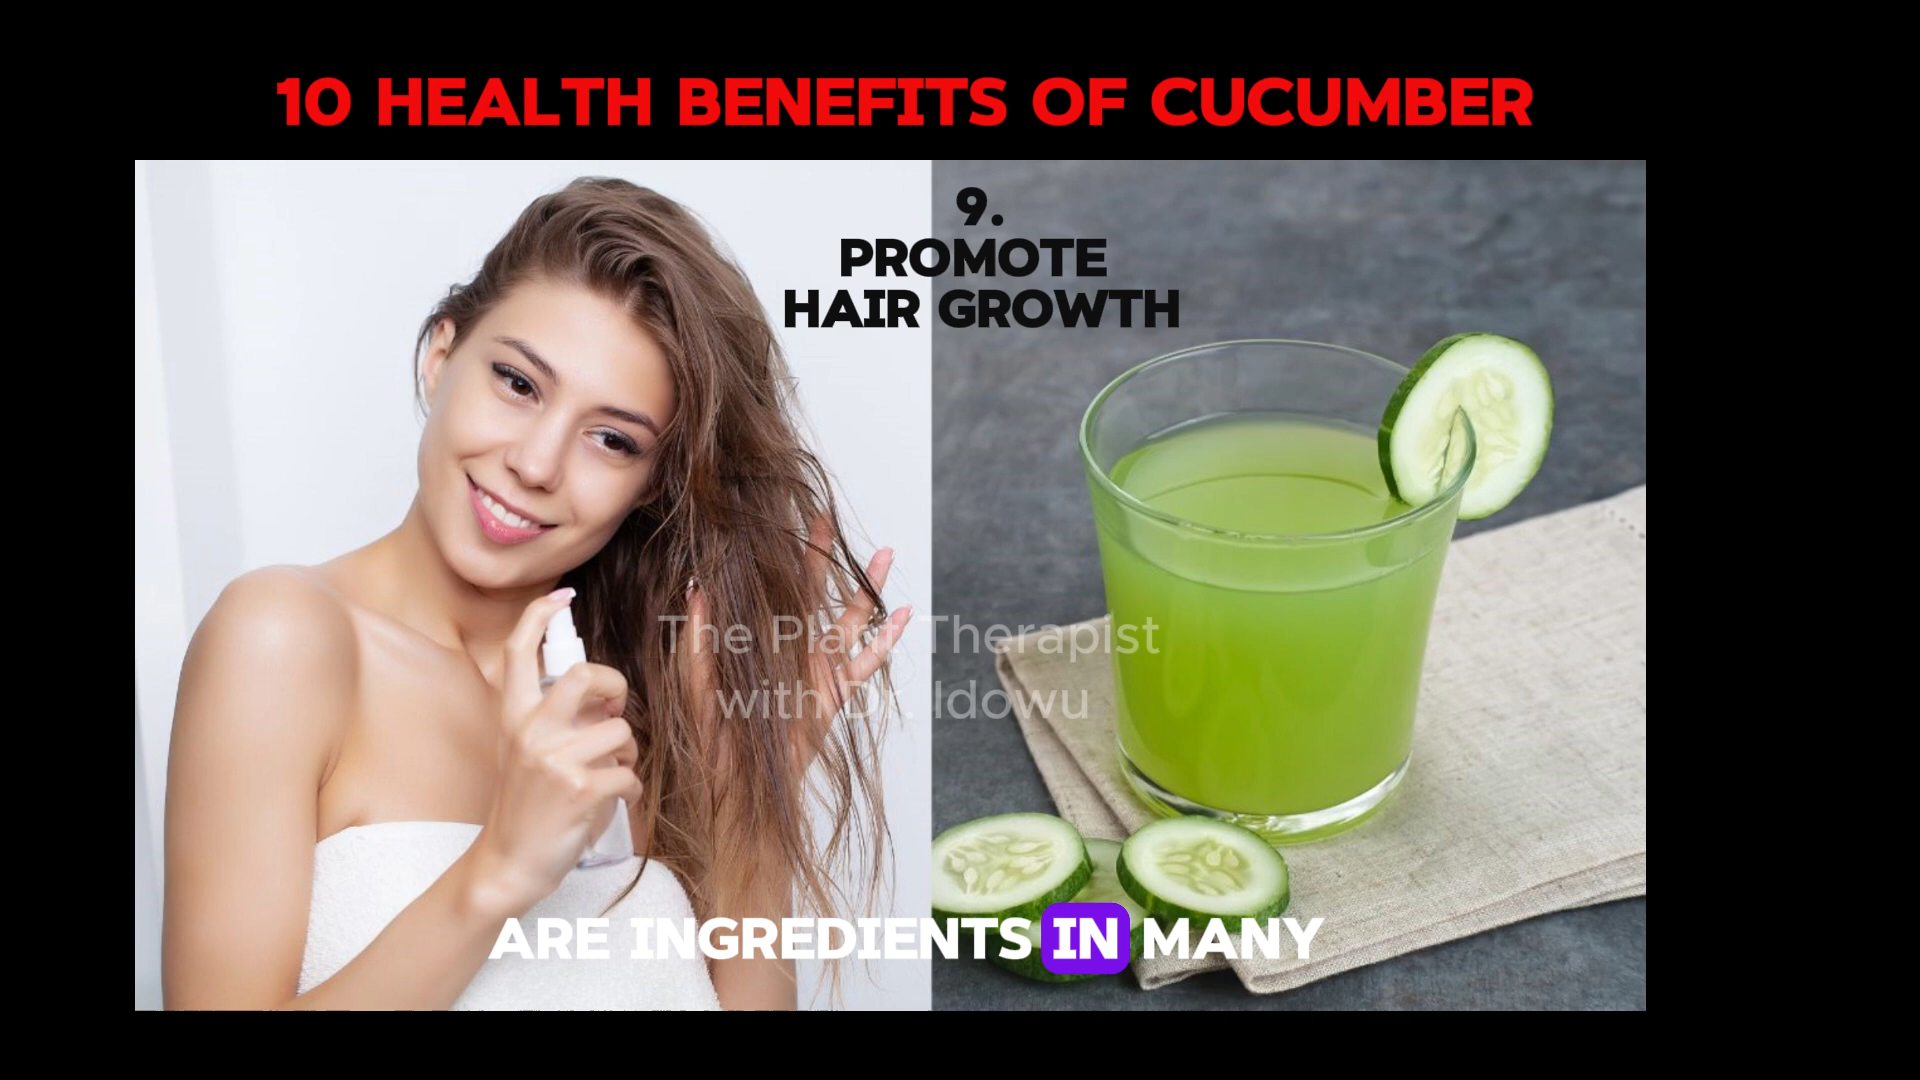 10 HEALTH BENEFITS OF CUCUMBER
9.
PROMOTE
HAIR GROWTH
The Plant Therapist
with Dr. Idowu
ARE INGREDIENTS IN MANY